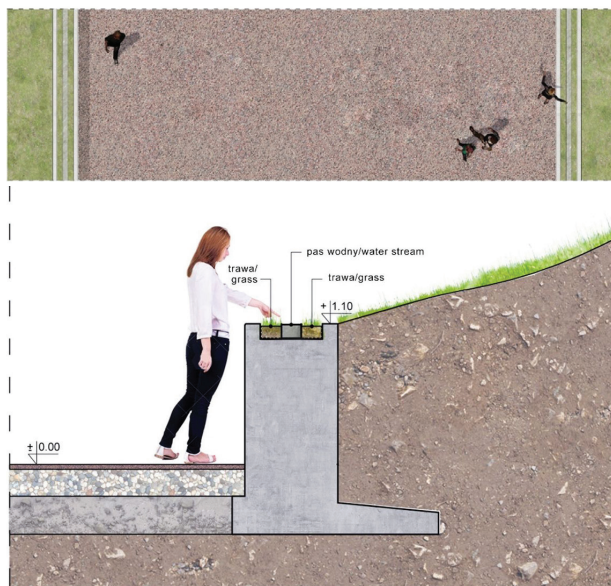 pas wodny/water stream
trawa/
grass
trawa/grass
+ 1.10
± 0.00